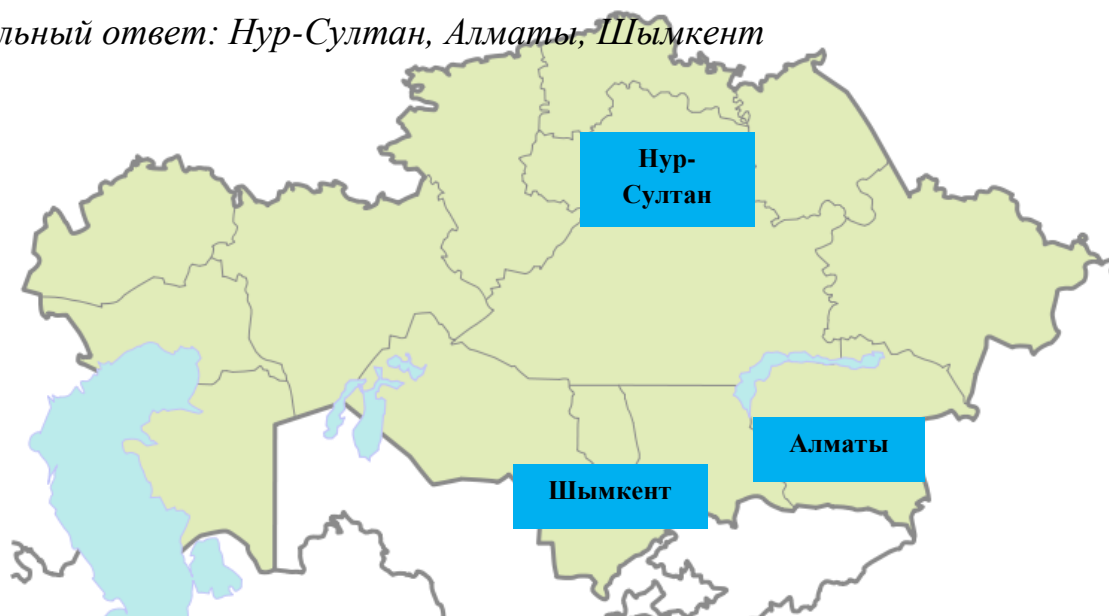 льный ответ: Нур-Султан, Алматы, Шымкент
Нур-
Султан
Алматы
Шымкент